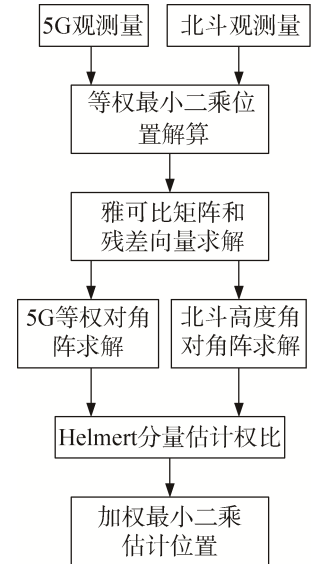 5G观测量
北斗观测量
等权最小二乘位
置解算
雅可比矩阵和
残差向量求解
5G等权对角
阵求解
北斗高度角
对角阵求解
Helmert分量估计权比
加权最小二乘
估计位置